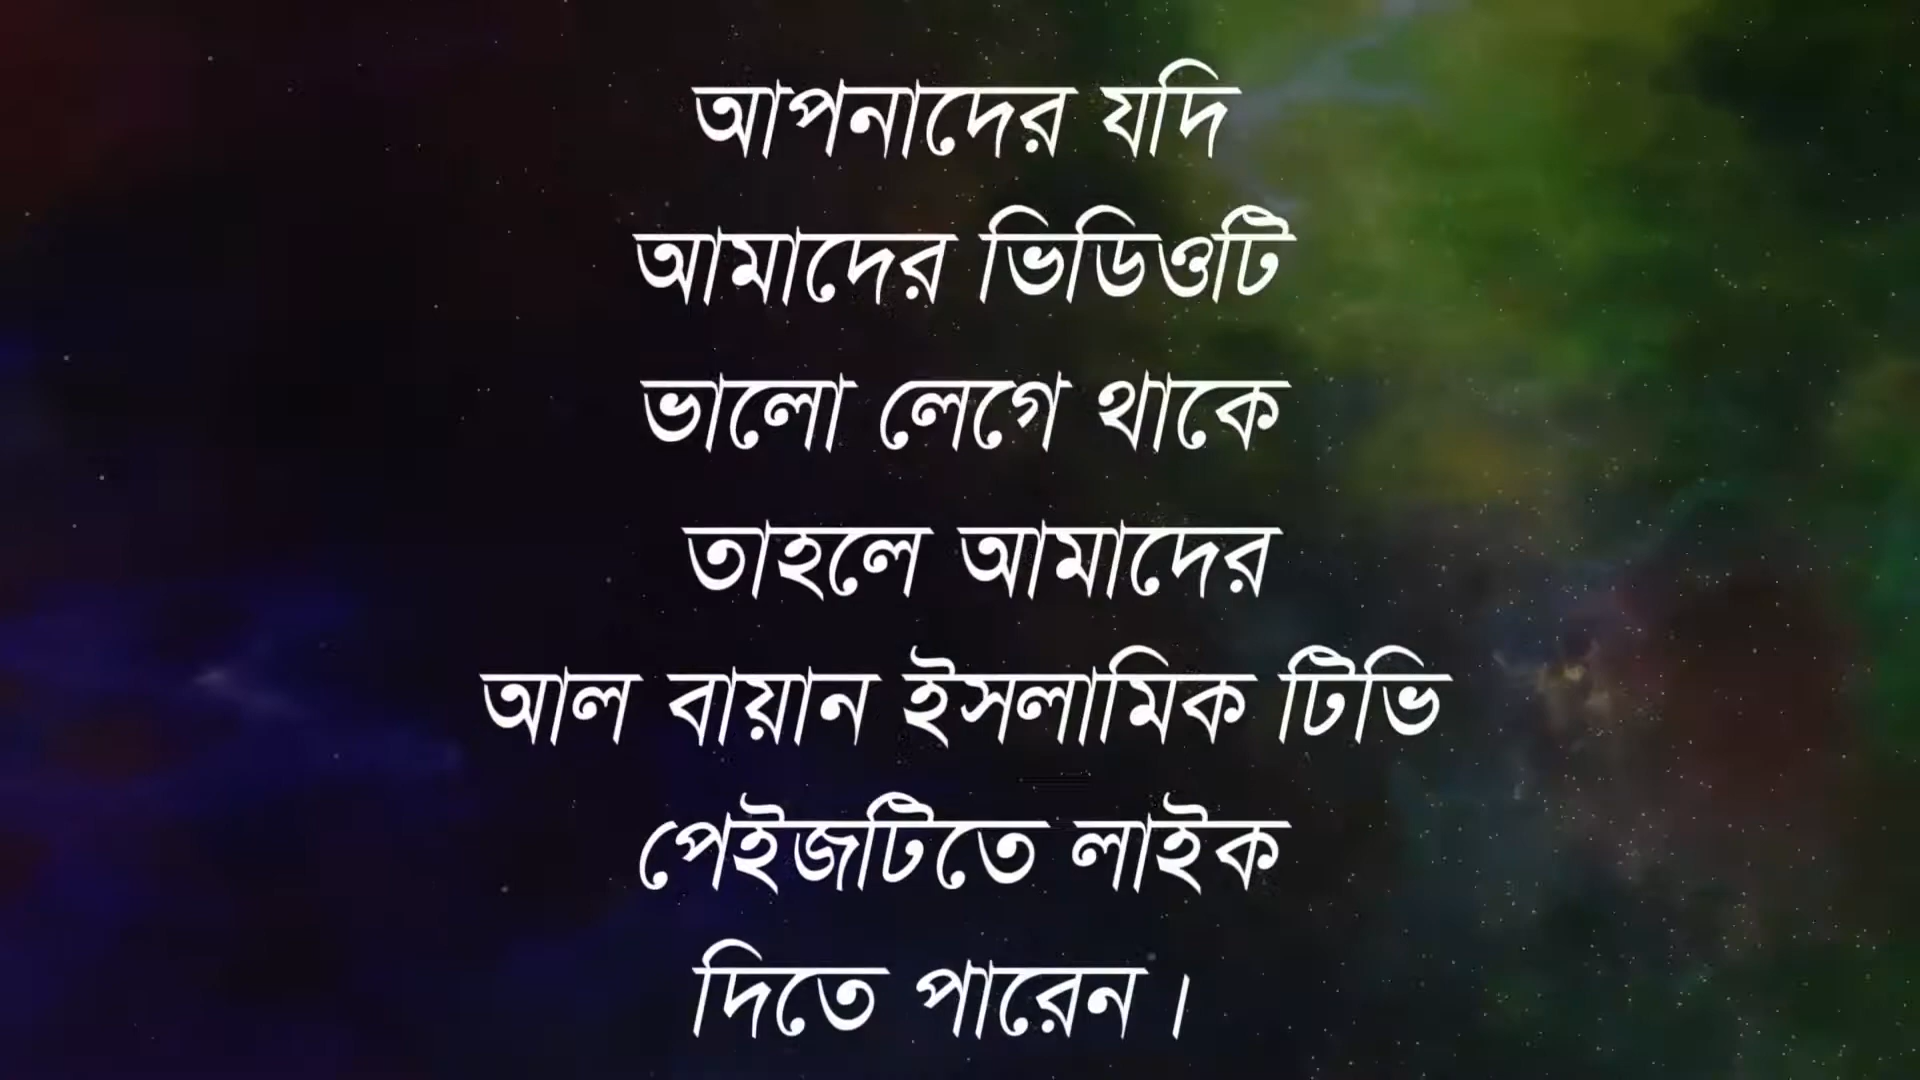 আপনাদের যদি
আমাদের ভিডিওটি
ভালো লেগে থাকে
তাহলে আমাদের
আল বায়ান ইসলামিক টিভি
পেইজটিতে লাইক
দিতে পারেন।